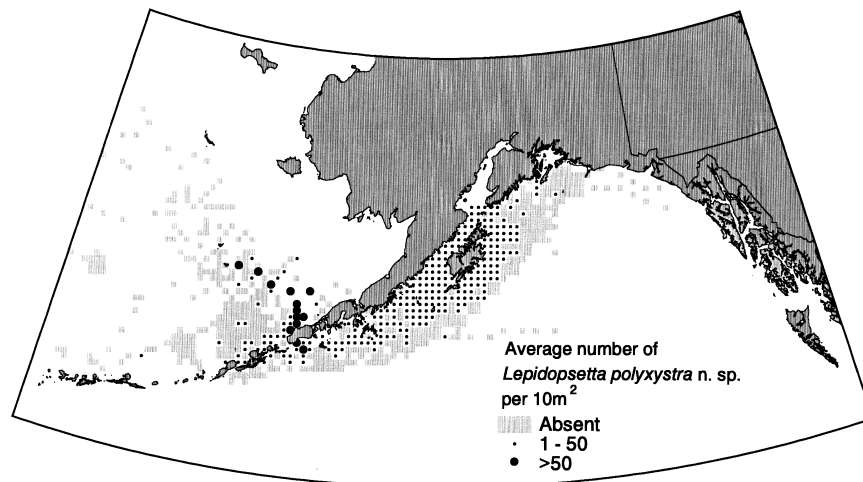 Average number of
Lepidopsetta polyxystra n. sp.
per 10m²
Absent
1 - 50
>50